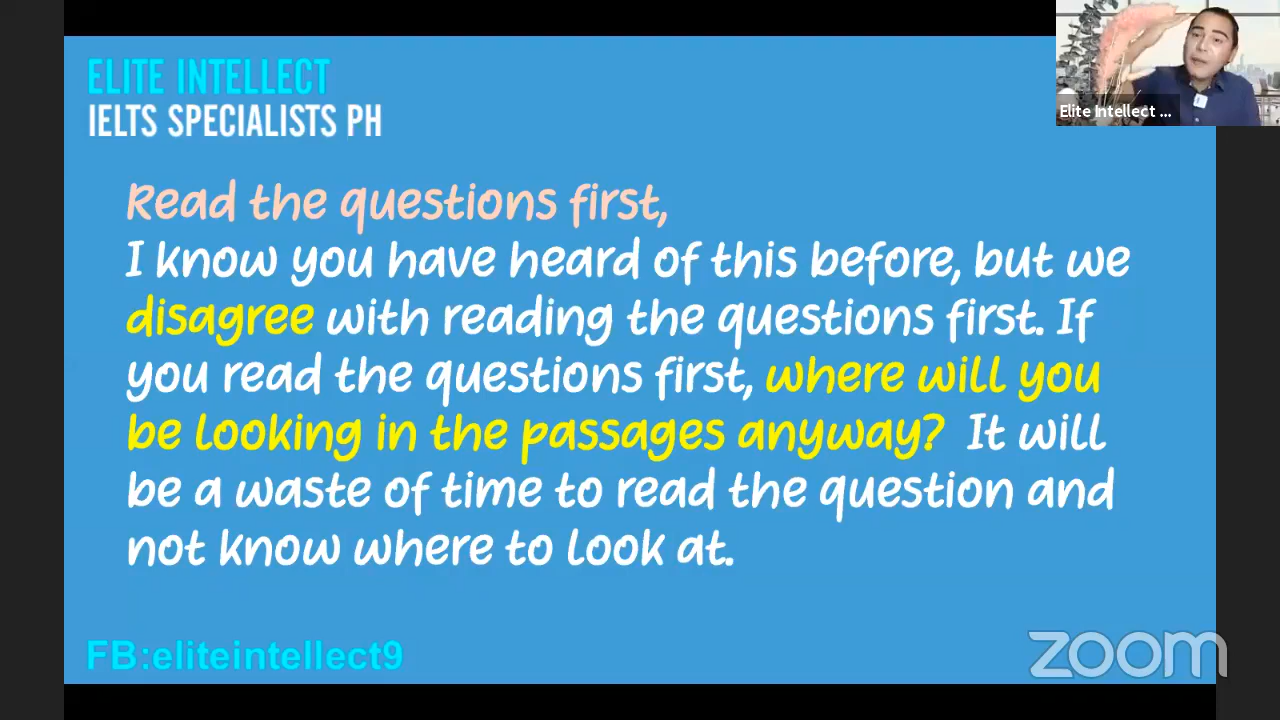 ELITE INTELLECT
IELTS SPECIALISTS PH
Elite Intellect ...
Read the questions first,
I know you have heard of this before, but we
disagree with reading the questions first. If
you read the questions first, where will you
be looking in the passages anyway? It will
be a waste of time to read the question and
not know where to look at.
FB:eliteintellect9
zoom